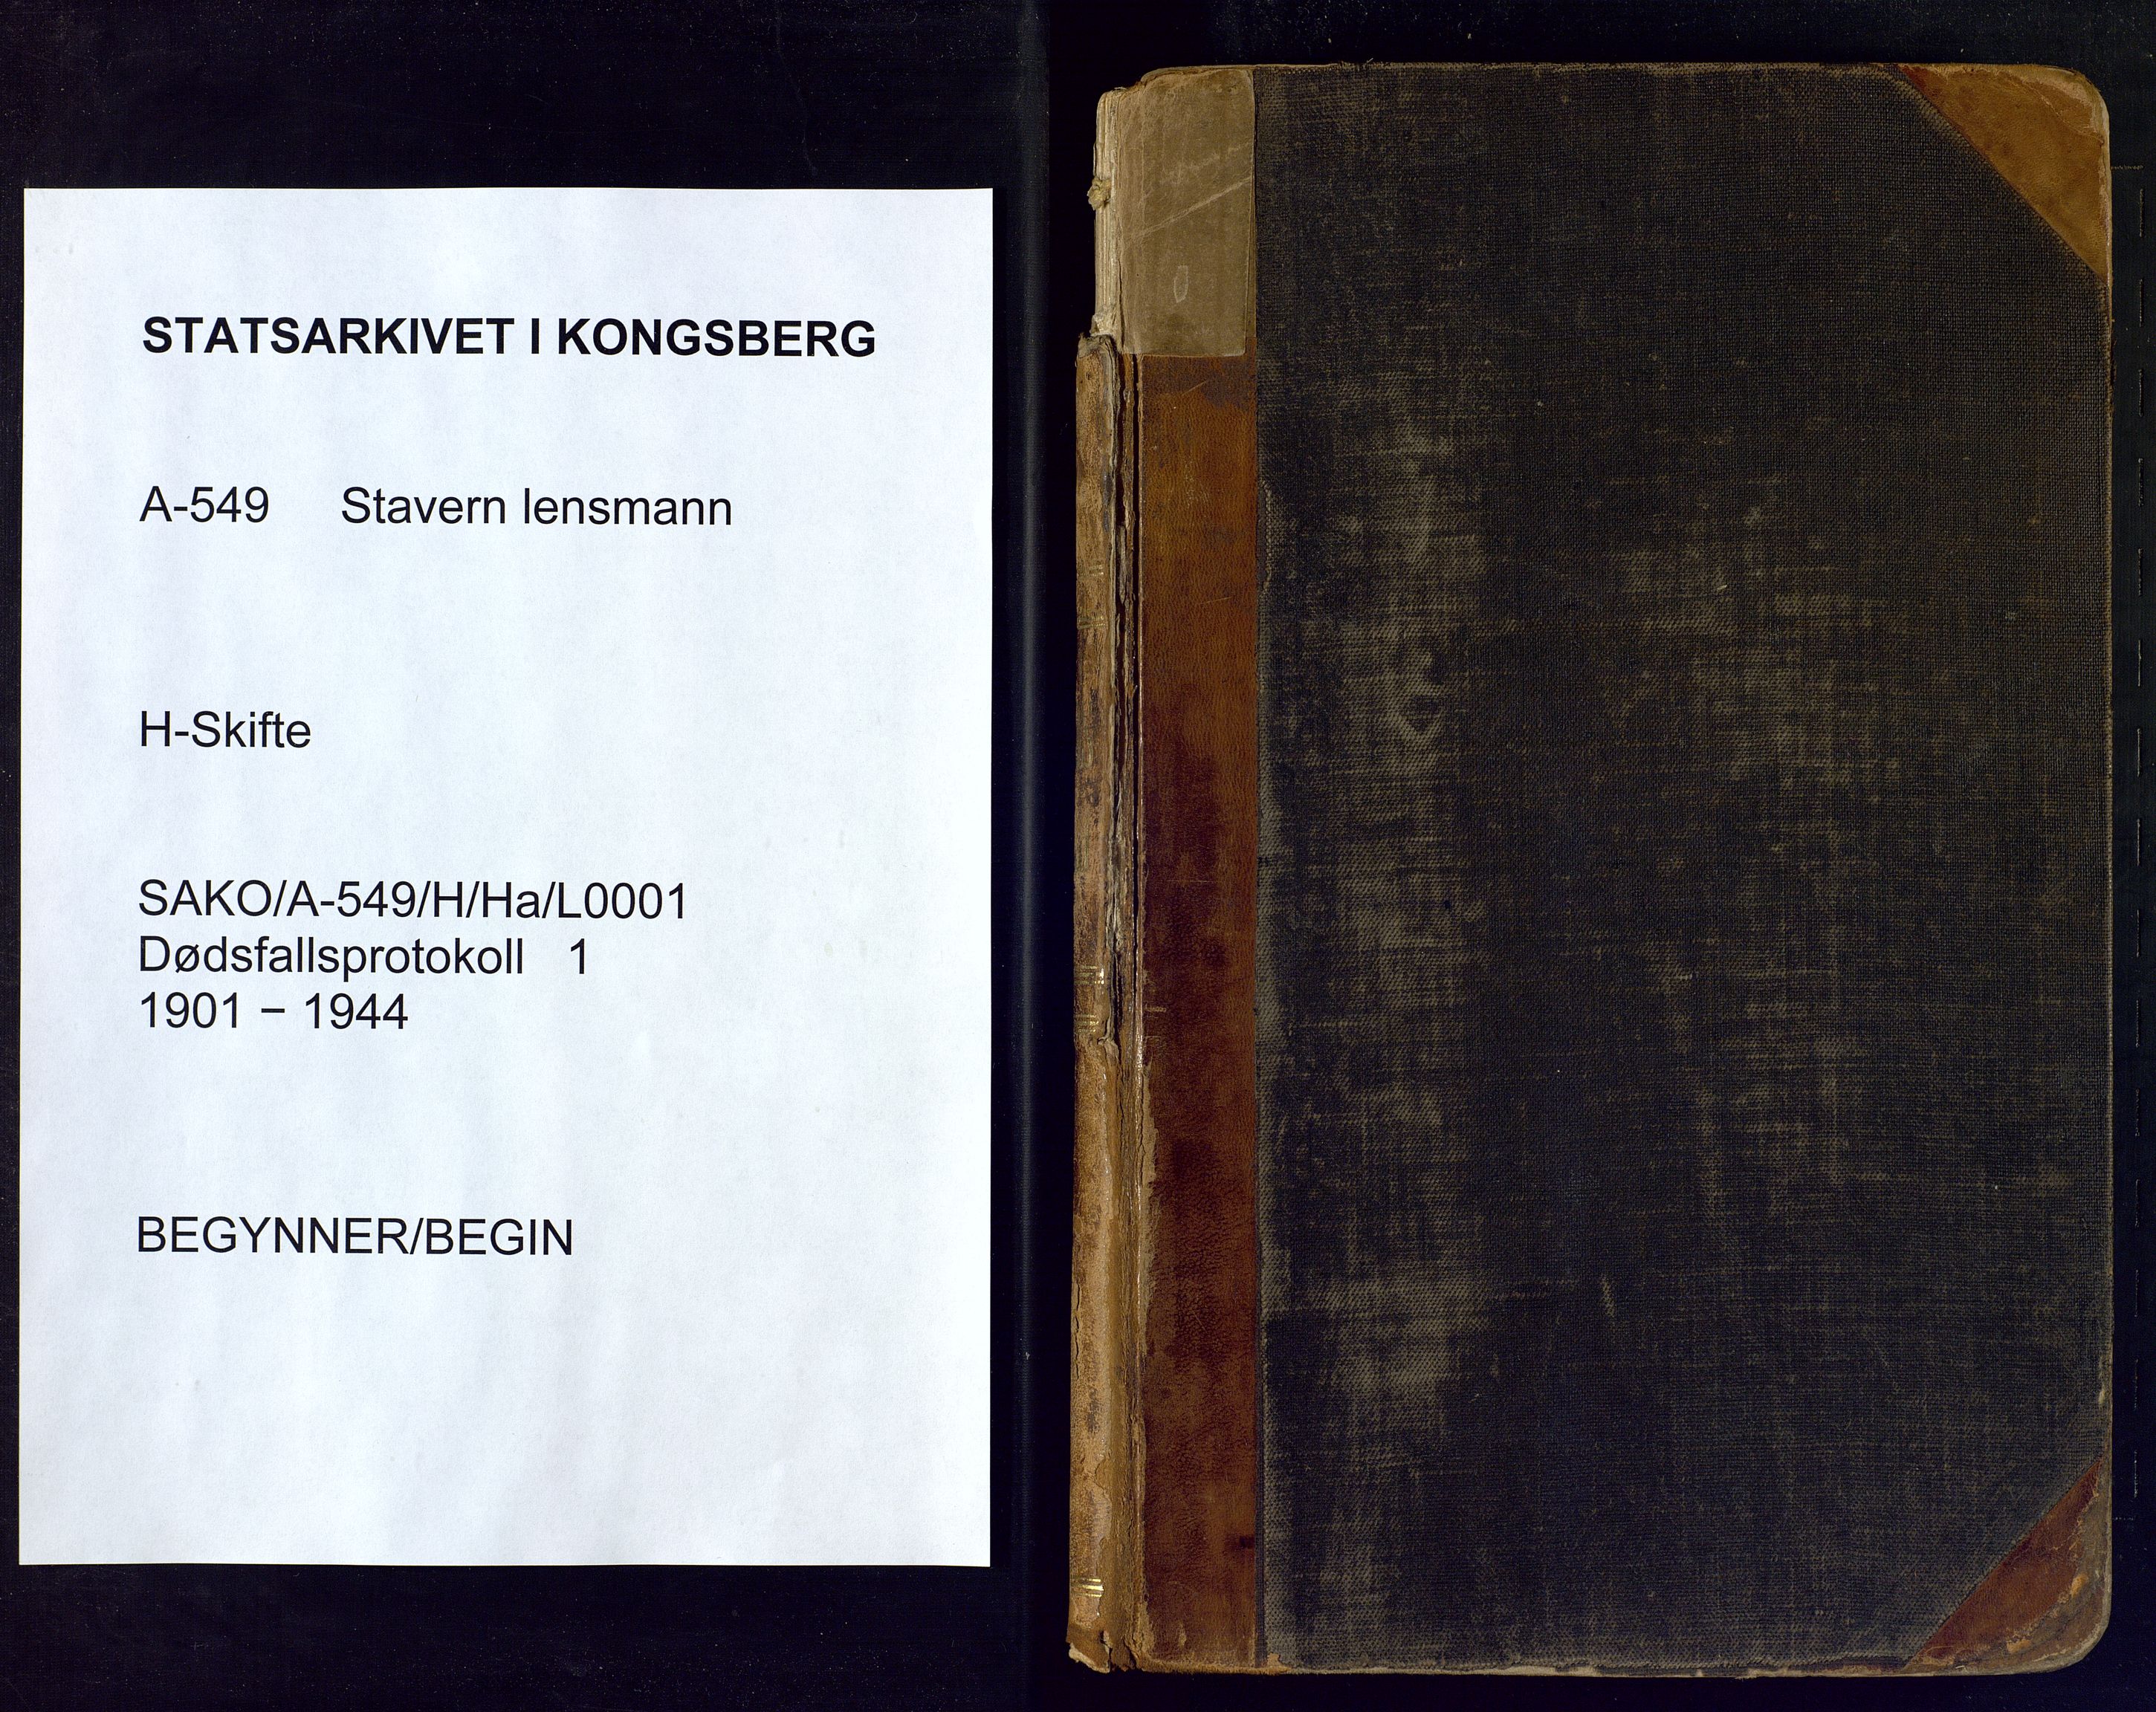 STATSARKIVET I KONGSBERG
A-549 Stavern lensmann
H-Skifte
SAKO/A-549/H/Ha/L0001
Dødsfallsprotokoll 1
1901 – 1944
BEGYNNER/BEGIN